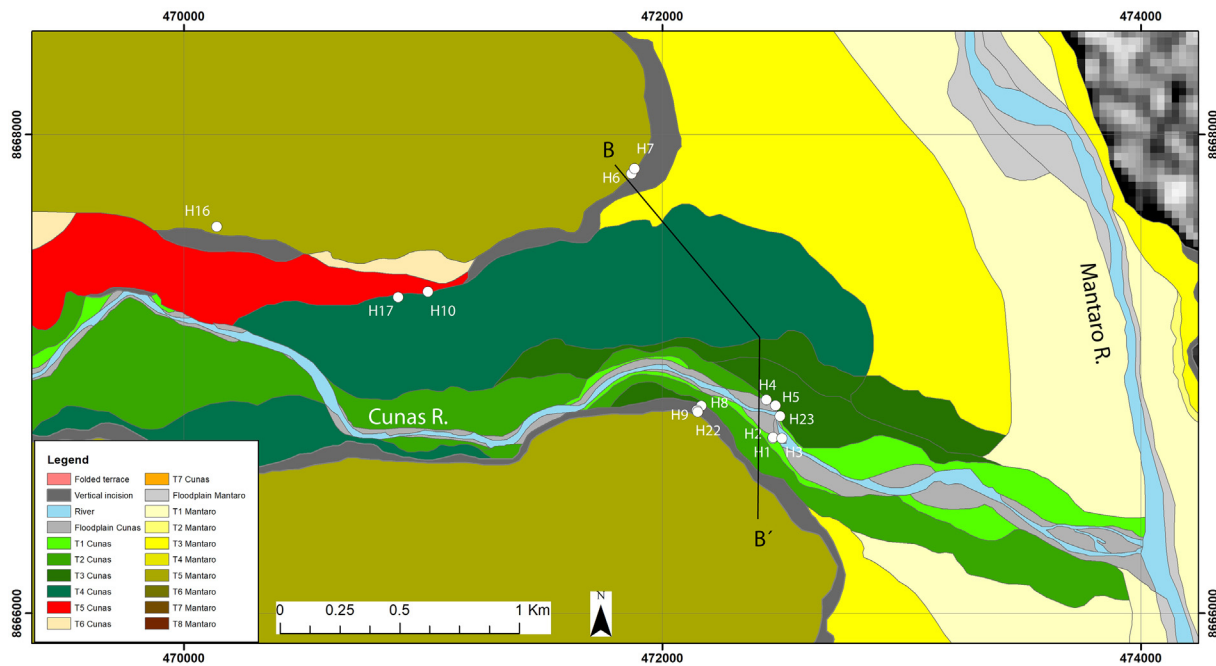 470000 472000 474000
8668000 8668000
B
H7
H6
H16
H17 H10
Mantaro R.
Cunas R.
H4
H5
H8
H9
H23
H22
H2
H1 H3
B´
Legend
Folded terrace
Vertical incision
River
Floodplain Cunas
T1 Cunas
T2 Cunas
T3 Cunas
T4 Cunas
T5 Cunas
T6 Cunas
T7 Cunas
Floodplain Mantaro
T1 Mantaro
T2 Mantaro
T3 Mantaro
T4 Mantaro
T5 Mantaro
T6 Mantaro
T7 Mantaro
T8 Mantaro
0 0.25 0.5 1 Km
N
8666000 8666000
470000 472000 474000